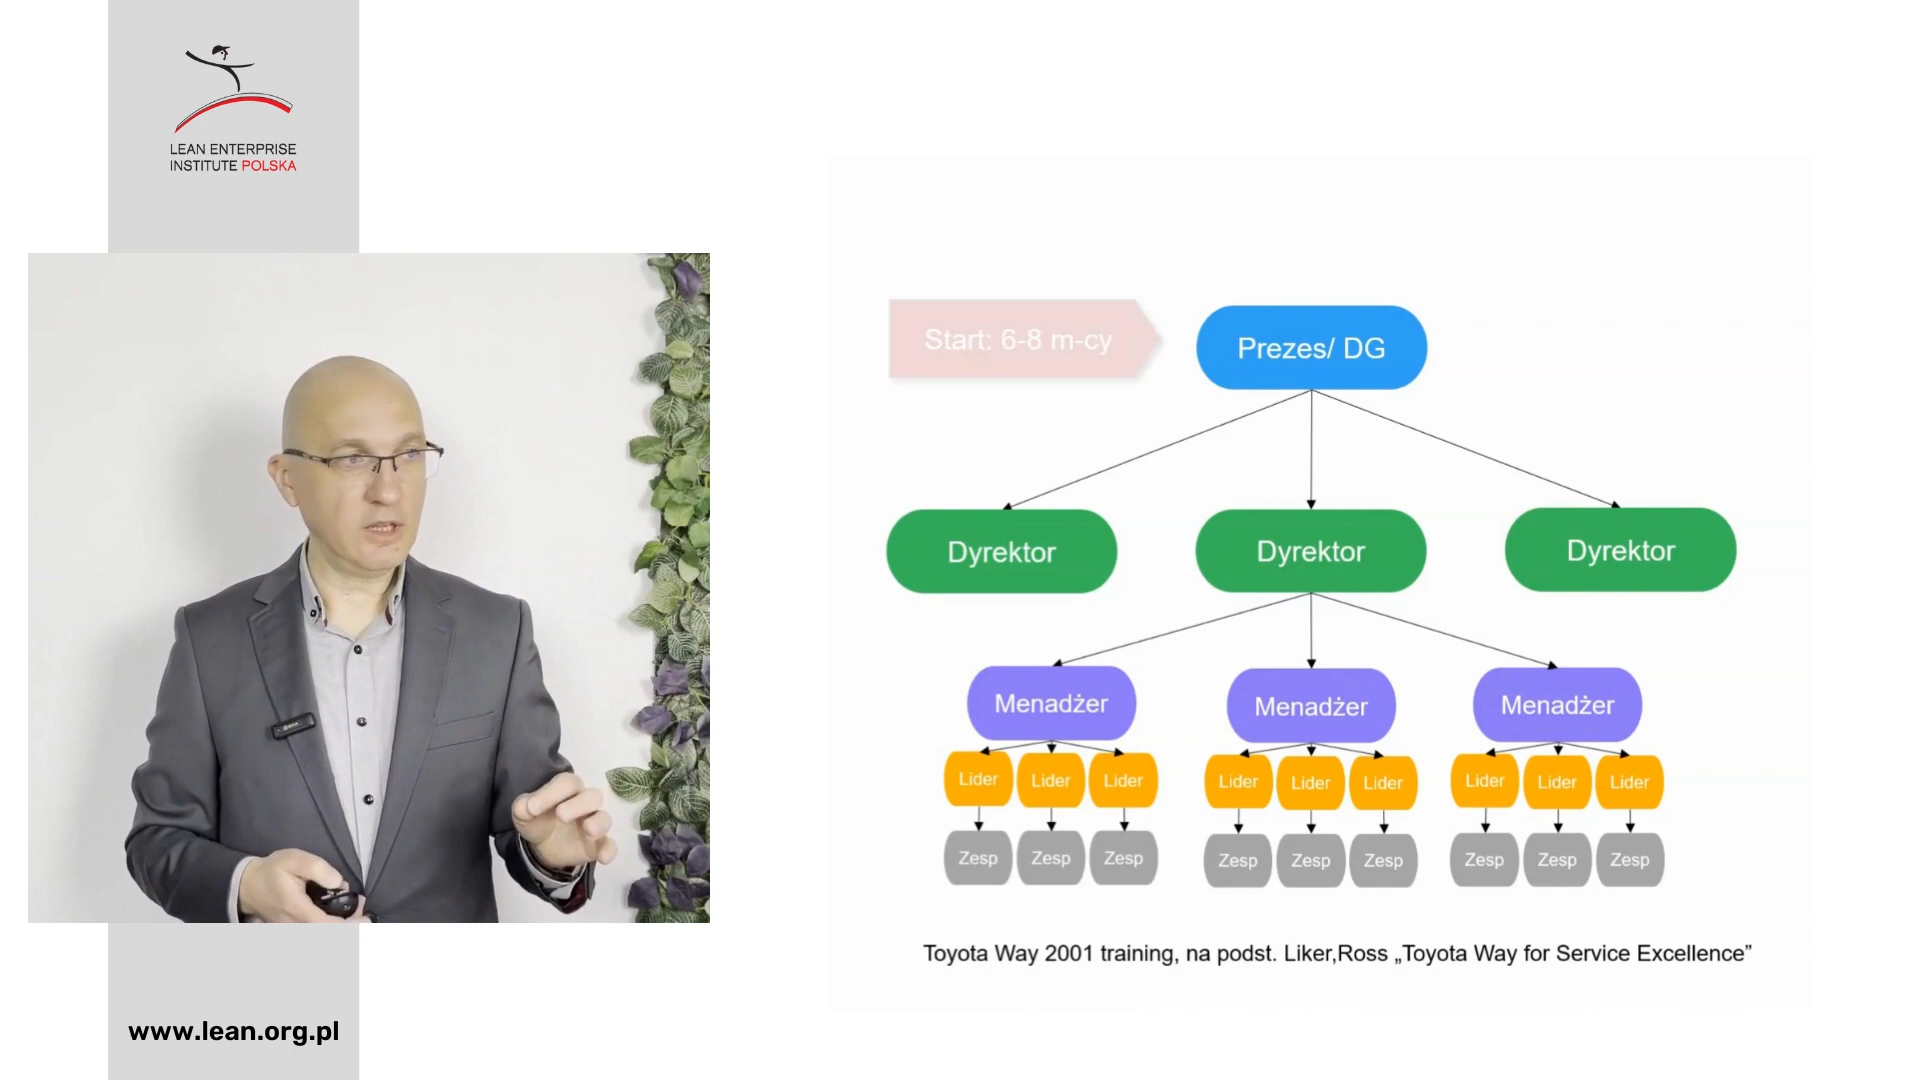 LEAN ENTERPRISE
INSTITUTE POLSKA
Start: 6-8 m-cy
Prezes/ DG
Dyrektor
Dyrektor
Dyrektor
Menadżer
Menadżer
Menadżer
Lider
Lider
Lider
Lider
Lider
Lider
Lider
Lider
Lider
Zesp
Zesp
Zesp
Zesp
Zesp
Zesp
Zesp
Zesp
Zesp
Toyota Way 2001 training, na podst. Liker,Ross „Toyota Way for Service Excellence”
www.lean.org.pl